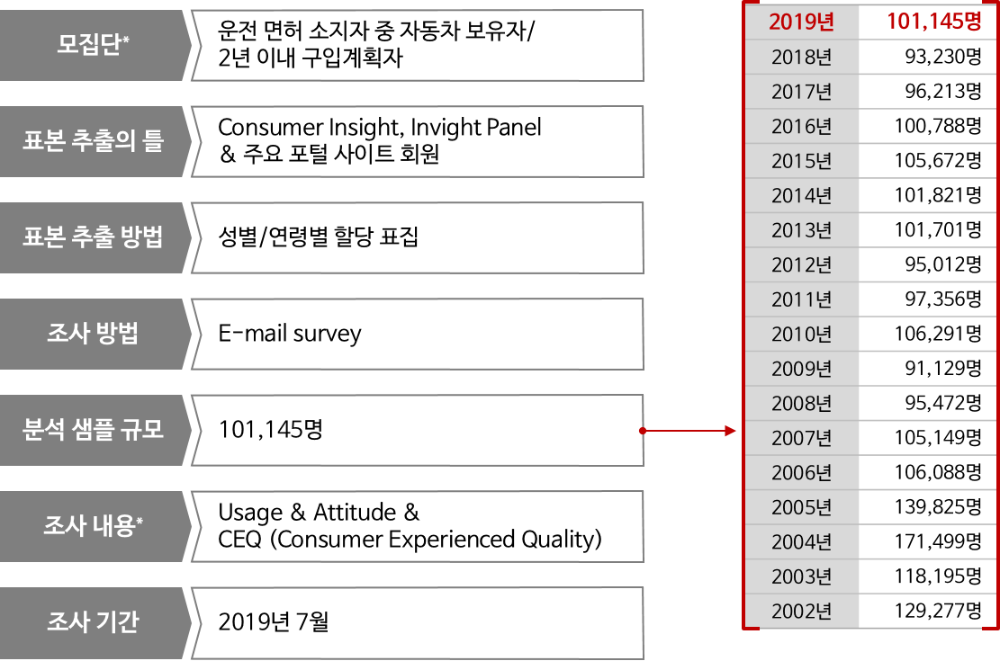 모집단*
운전 면허 소지자 중 자동차 보유자/
2년 이내 구입계획자
표본 추출의 틀
Consumer Insight, Invight Panel
& 주요 포털 사이트 회원
표본 추출 방법
성별/연령별 할당 표집
조사 방법
E-mail survey
분석 샘플 규모
101,145명
조사 내용*
Usage & Attitude &
CEQ (Consumer Experienced Quality)
조사 기간
2019년 7월
2019년 101,145명
2018년 93,230명
2017년 96,213명
2016년 100,788명
2015년 105,672명
2014년 101,821명
2013년 101,701명
2012년 95,012명
2011년 97,356명
2010년 106,291명
2009년 91,129명
2008년 95,472명
2007년 105,149명
2006년 106,088명
2005년 139,825명
2004년 171,499명
2003년 118,195명
2002년 129,277명